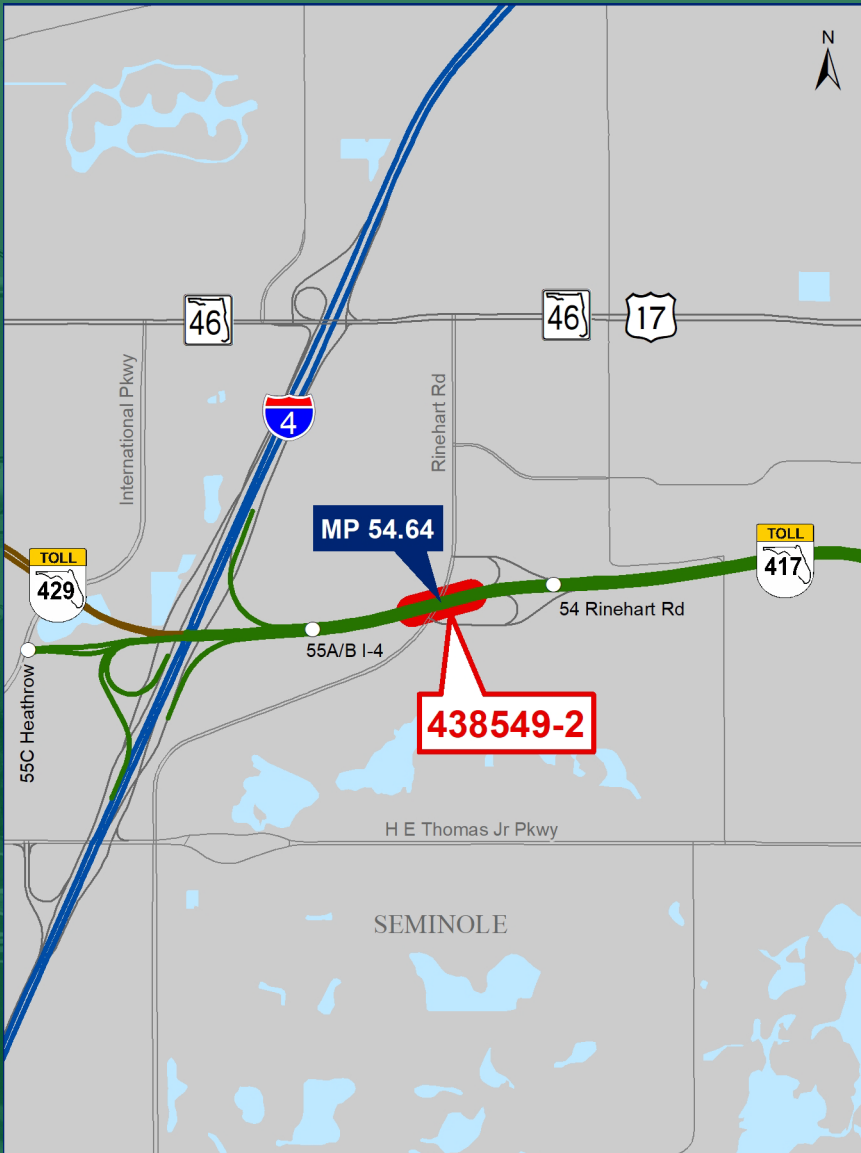 N
46
46
17
International Pkwy
Rinehart Rd
4
MP 54.64
TOLL
417
TOLL
429
54 Rinehart Rd
55A/B I-4
55C Heathrow
438549-2
H E Thomas Jr Pkwy
SEMINOLE